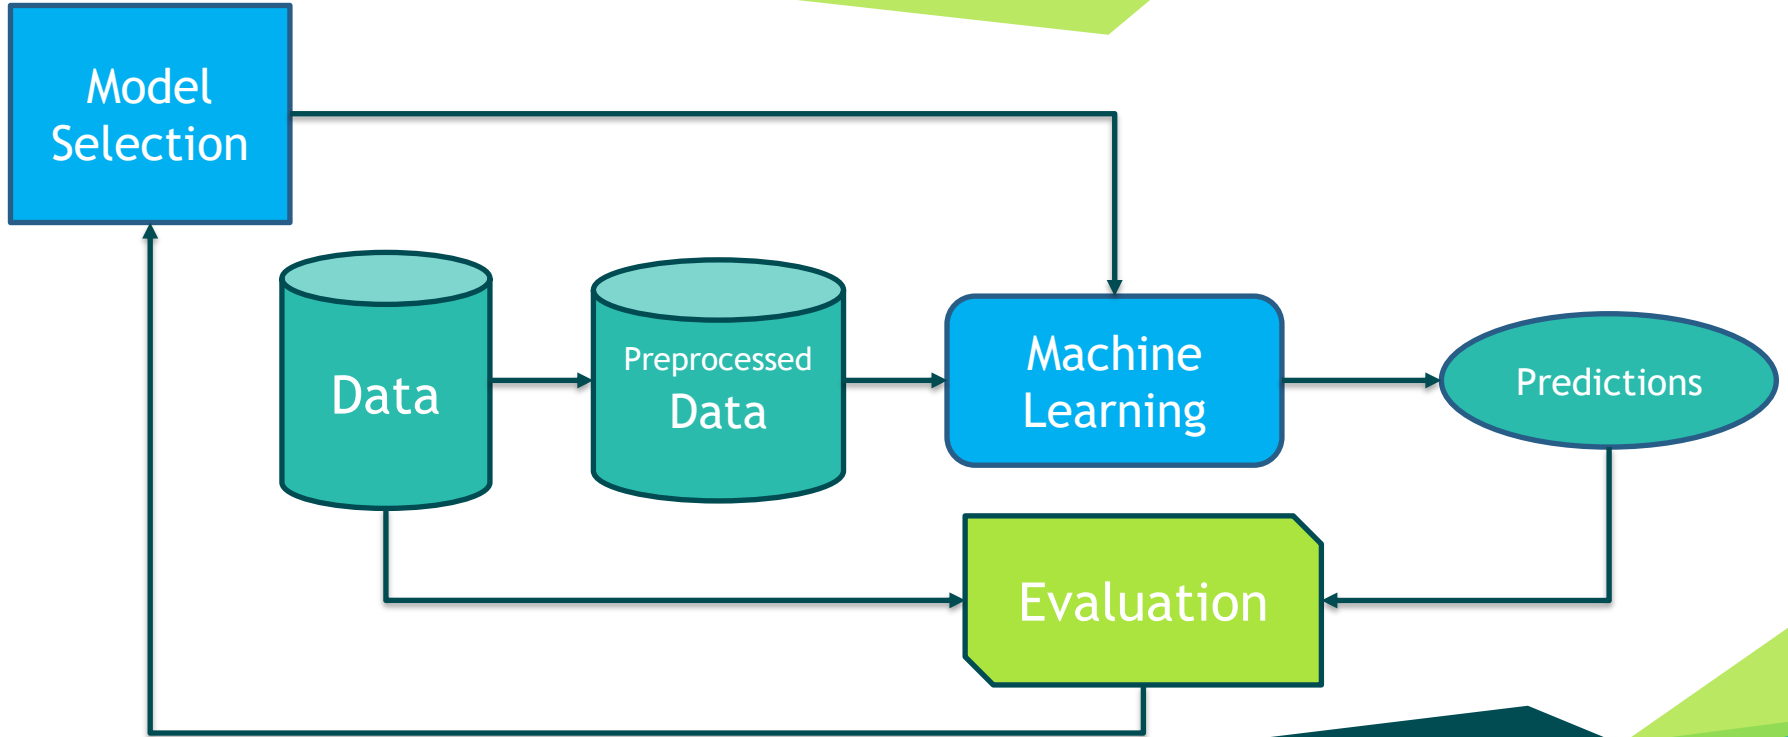 Model
Selection
Data
Preprocessed
Data
Machine
Learning
Predictions
Evaluation